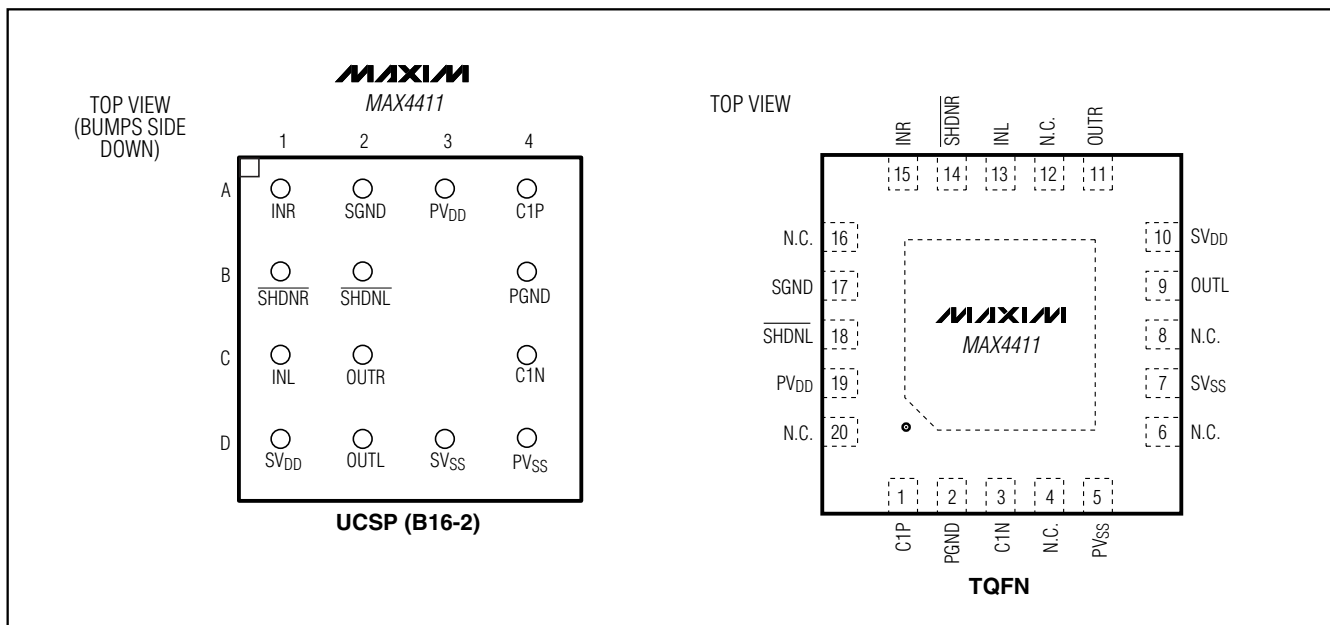 MAXIM
MAX4411
TOP VIEW
(BUMPS SIDE
DOWN)
1 2 3 4
A
INR SGND PVDD C1P
B
SHDNR SHDNL PGND
C
INL OUTR C1N
D
SVDD OUTL SVSS PVSS
UCSP (B16-2)
TOP VIEW
INR SHDNR INL N.C. OUTR
15 14 13 12 11
N.C. 16 10 SVDD
SGND 17 9 OUTL
MAXIM
SHDNL 18 8 N.C.
MAX4411
PVDD 19 7 SVSS
N.C. 20 6 N.C.
1 2 3 4 5
C1P PGND C1N N.C. PVSS
TQFN